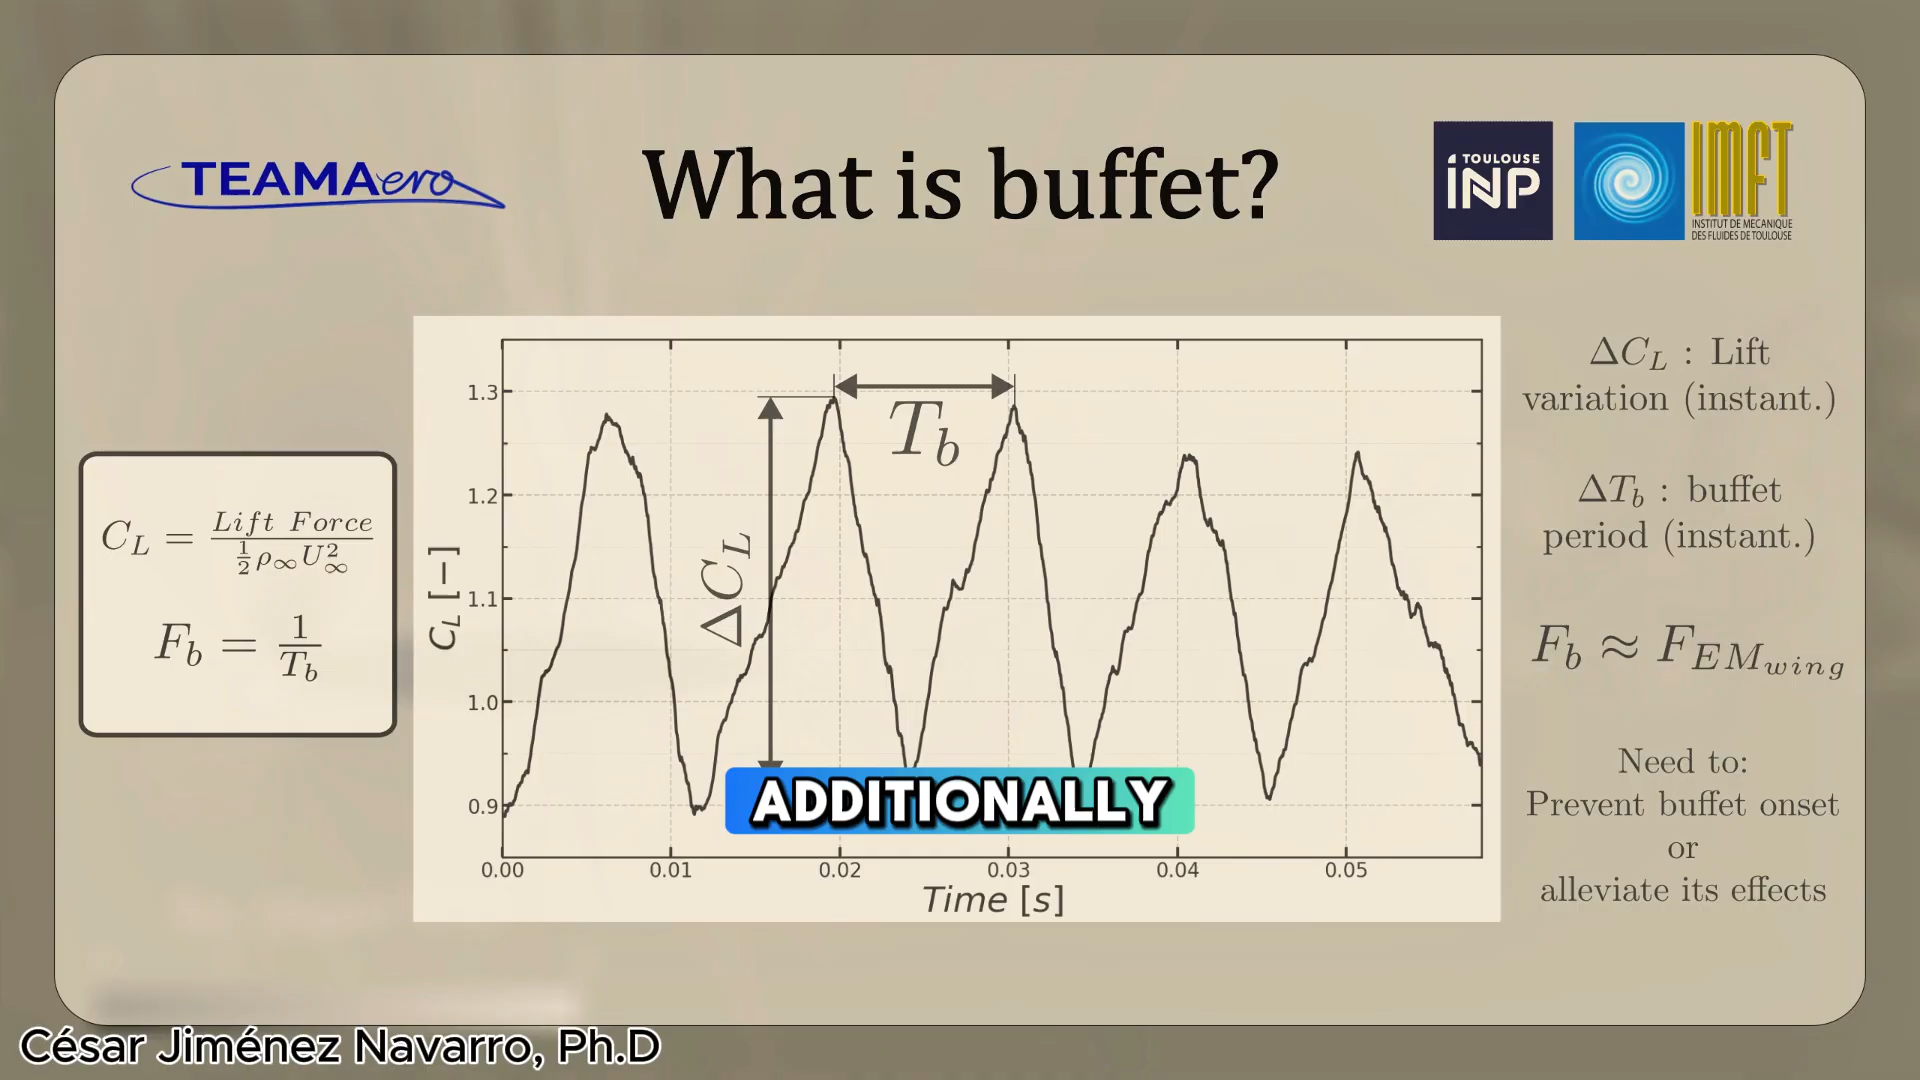 TEAMAero
What is buffet?
TOULOUSE
INP
IMFT
INSTITUT DE MECANIQUE
DES FLUIDES DE TOULOUSE
C_L = Lift Force / ½ ρ∞ U∞²
F_b = 1 / T_b
1.3
1.2
1.1
1.0
0.9
C_L [−]
ΔC_L
T_b
0.00 0.01 0.02 0.03 0.04 0.05
Time [s]
ADDITIONALLY
ΔC_L : Lift
variation (instant.)
ΔT_b : buffet
period (instant.)
F_b ≈ F_EM_wing
Need to:
Prevent buffet onset
or
alleviate its effects
César Jiménez Navarro, Ph.D